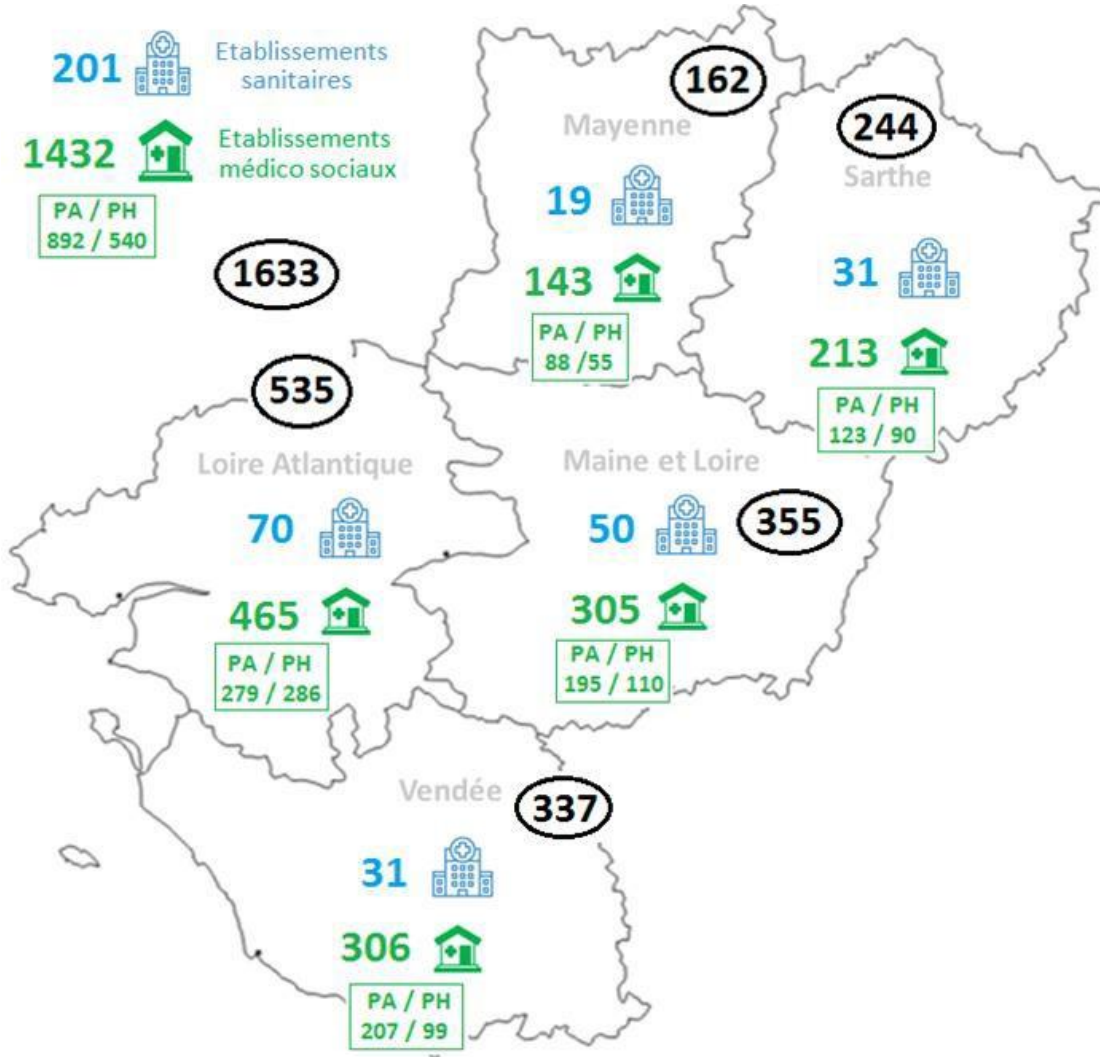 201
Etablissements
sanitaires
1432
Etablissements
médico sociaux
PA / PH
892 / 540
1633
162
Mayenne
19
143
PA / PH
88 /55
244
Sarthe
31
213
PA / PH
123 / 90
535
Loire Atlantique
70
465
PA / PH
279 / 286
Maine et Loire
355
50
305
PA / PH
195 / 110
Vendée
337
31
306
PA / PH
207 / 99